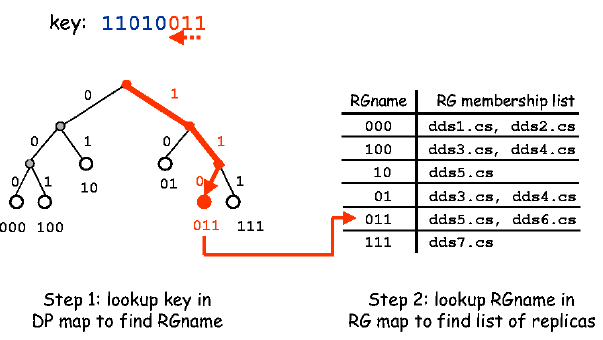 key: 11010011
0 1
0 1 0 1
0 1 10 01 0 1
000 100 011 111
RGname RG membership list
000 dds1.cs, dds2.cs
100 dds3.cs, dds4.cs
10 dds5.cs
01 dds3.cs, dds4.cs
011 dds5.cs, dds6.cs
111 dds7.cs
Step 1: lookup key in
DP map to find RGname
Step 2: lookup RGname in
RG map to find list of replicas